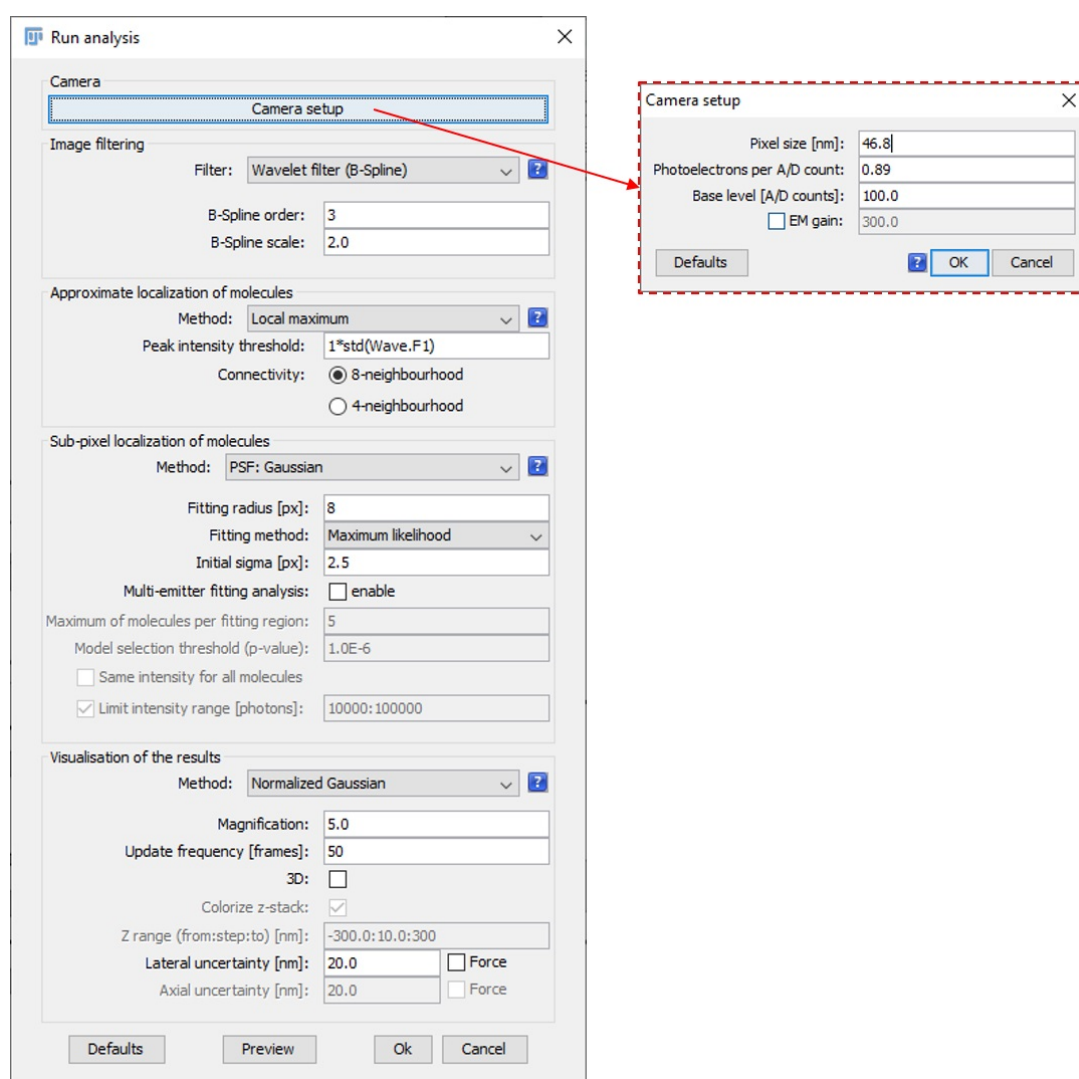 Run analysis
Camera
Camera setup
Image filtering
Filter: Wavelet filter (B-Spline) ?
B-Spline order: 3
B-Spline scale: 2.0
Approximate localization of molecules
Method: Local maximum ?
Peak intensity threshold: 1*std(Wave.F1)
Connectivity: 8-neighbourhood
4-neighbourhood
Sub-pixel localization of molecules
Method: PSF: Gaussian ?
Fitting radius [px]: 8
Fitting method: Maximum likelihood
Initial sigma [px]: 2.5
Multi-emitter fitting analysis: enable
Maximum of molecules per fitting region: 5
Model selection threshold (p-value): 1.0E-6
Same intensity for all molecules
Limit intensity range [photons]: 10000:100000
Visualisation of the results
Method: Normalized Gaussian ?
Magnification: 5.0
Update frequency [frames]: 50
3D:
Colorize z-stack:
Z range (from:step:to) [nm]: -300.0:10.0:300
Lateral uncertainty [nm]: 20.0 Force
Axial uncertainty [nm]: 20.0 Force
Defaults Preview Ok Cancel
Camera setup
Pixel size [nm]: 46.8
Photoelectrons per A/D count: 0.89
Base level [A/D counts]: 100.0
EM gain: 300.0
Defaults ? OK Cancel